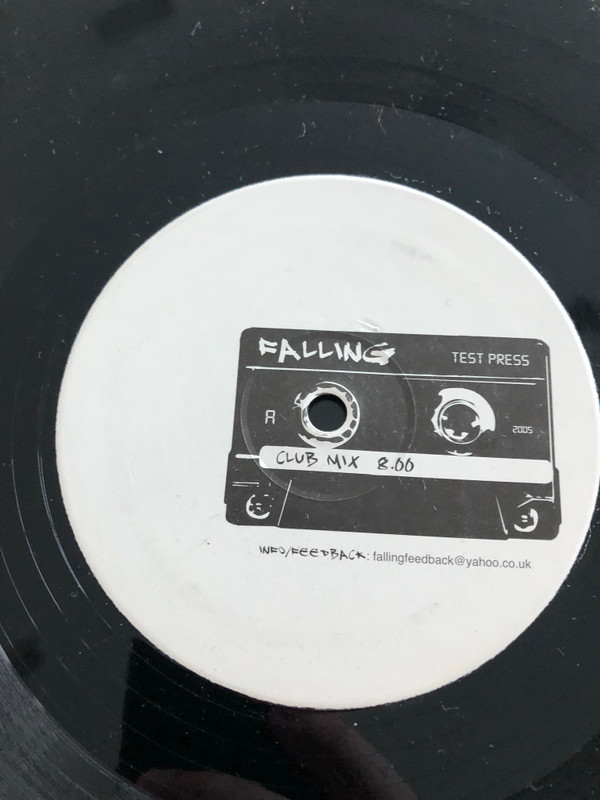 FALLING TEST PRESS
A
2005
CLUB MIX 8.00
INFO/FEEDBACK: fallingfeedback@yahoo.co.uk